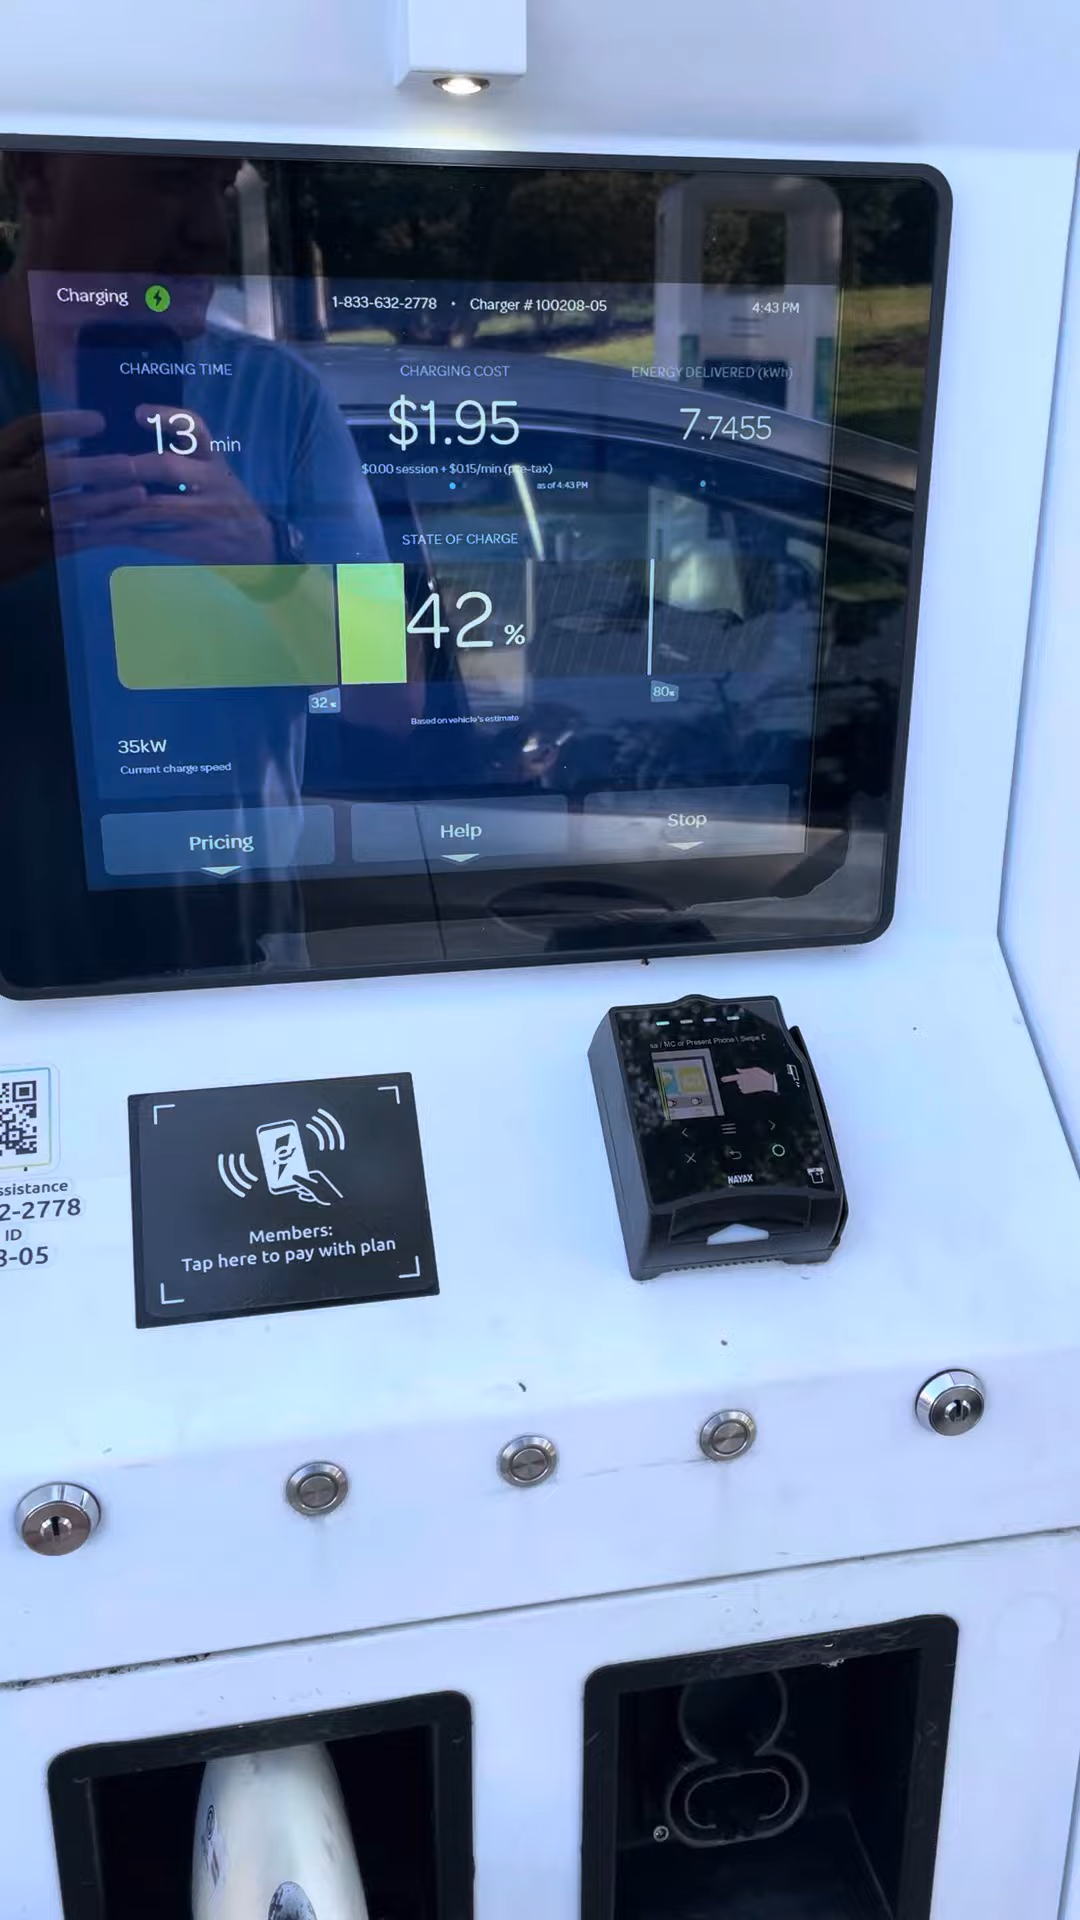 Charging
1-833-632-2778 • Charger #100208-05
4:43 PM
CHARGING TIME
CHARGING COST
ENERGY DELIVERED (kWh)
13 min
$1.95
7.7455
$0.00 session + $0.15/min (pre-tax)
as of 4:43 PM
STATE OF CHARGE
42 %
32 %
80%
Based on vehicle's estimate
35kW
Current charge speed
Pricing
Help
Stop
/ MC or Present Phone \ Swipe
NAYAX
ssistance
2-2778
ID
8-05
Members:
Tap here to pay with plan